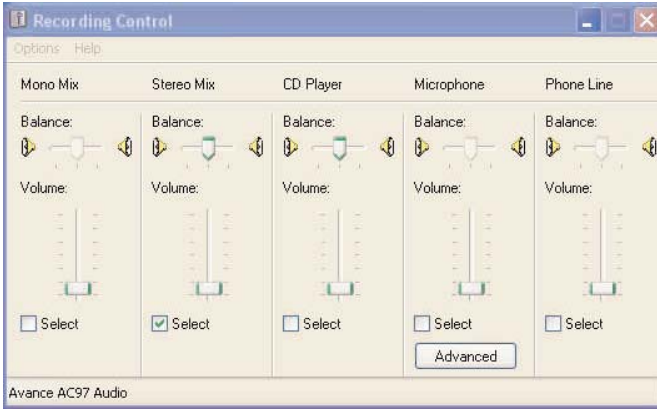 Recording Control
Options Help
Mono Mix Stereo Mix CD Player Microphone Phone Line
Balance: Balance: Balance: Balance: Balance:
Volume: Volume: Volume: Volume: Volume:
Select Select Select Select Select
Advanced
Avance AC97 Audio